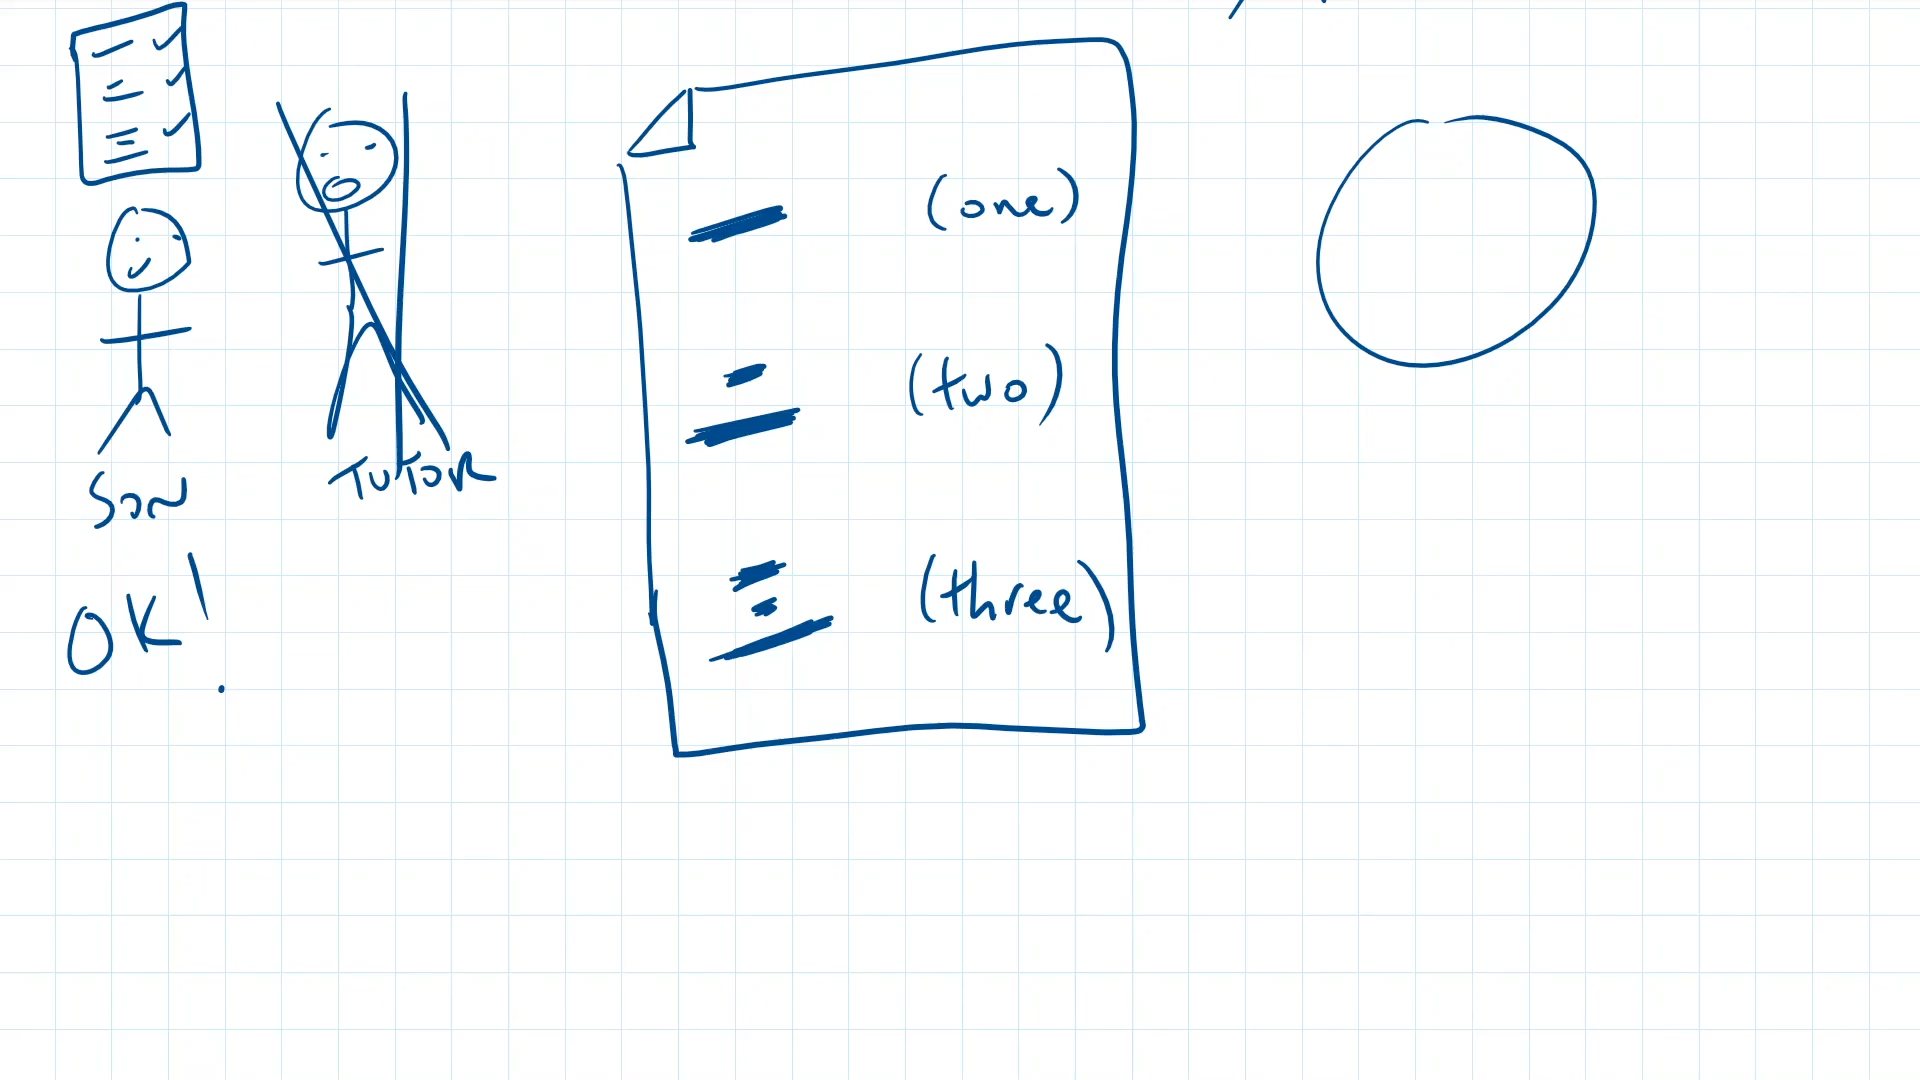 SON
TUTOR
OK!
(one)
(two)
(three)